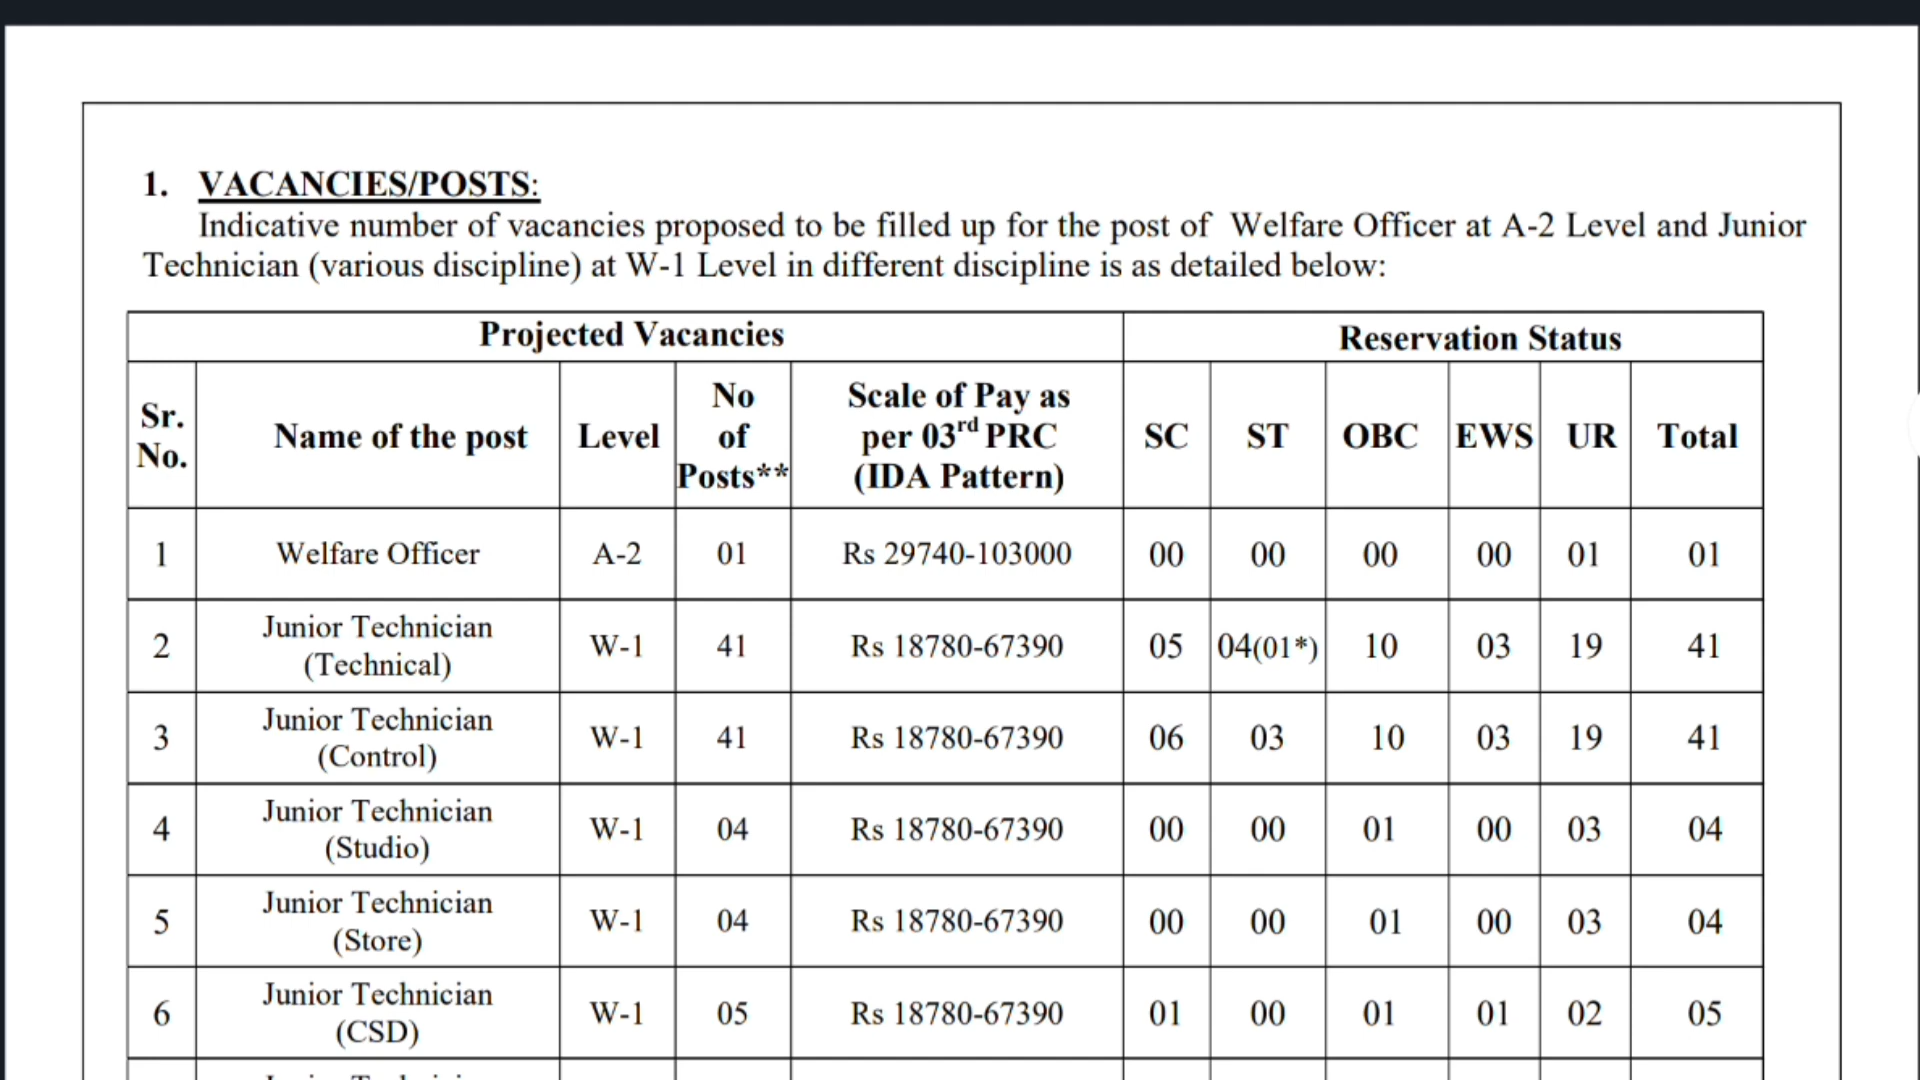 1. VACANCIES/POSTS:
Indicative number of vacancies proposed to be filled up for the post of Welfare Officer at A-2 Level and Junior
Technician (various discipline) at W-1 Level in different discipline is as detailed below:
Projected Vacancies Reservation Status
Sr. No. Name of the post Level No of Posts** Scale of Pay as per 03rd PRC (IDA Pattern) SC ST OBC EWS UR Total
1 Welfare Officer A-2 01 Rs 29740-103000 00 00 00 00 01 01
2 Junior Technician (Technical) W-1 41 Rs 18780-67390 05 04(01*) 10 03 19 41
3 Junior Technician (Control) W-1 41 Rs 18780-67390 06 03 10 03 19 41
4 Junior Technician (Studio) W-1 04 Rs 18780-67390 00 00 01 00 03 04
5 Junior Technician (Store) W-1 04 Rs 18780-67390 00 00 01 00 03 04
6 Junior Technician (CSD) W-1 05 Rs 18780-67390 01 00 01 01 02 05